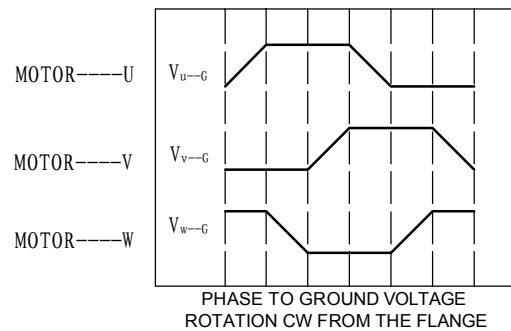 MOTOR----U Vu--G
MOTOR----V Vv--G
MOTOR----W Vw--G
PHASE TO GROUND VOLTAGE
ROTATION CW FROM THE FLANGE